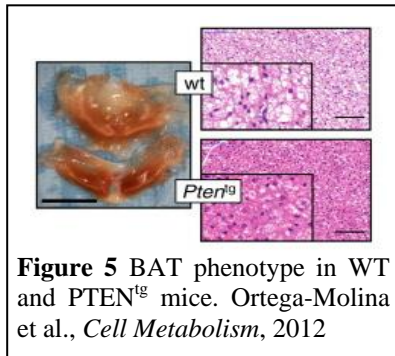 wt
Pten^tg
Figure 5 BAT phenotype in WT
and PTEN^tg mice. Ortega-Molina
et al., Cell Metabolism, 2012